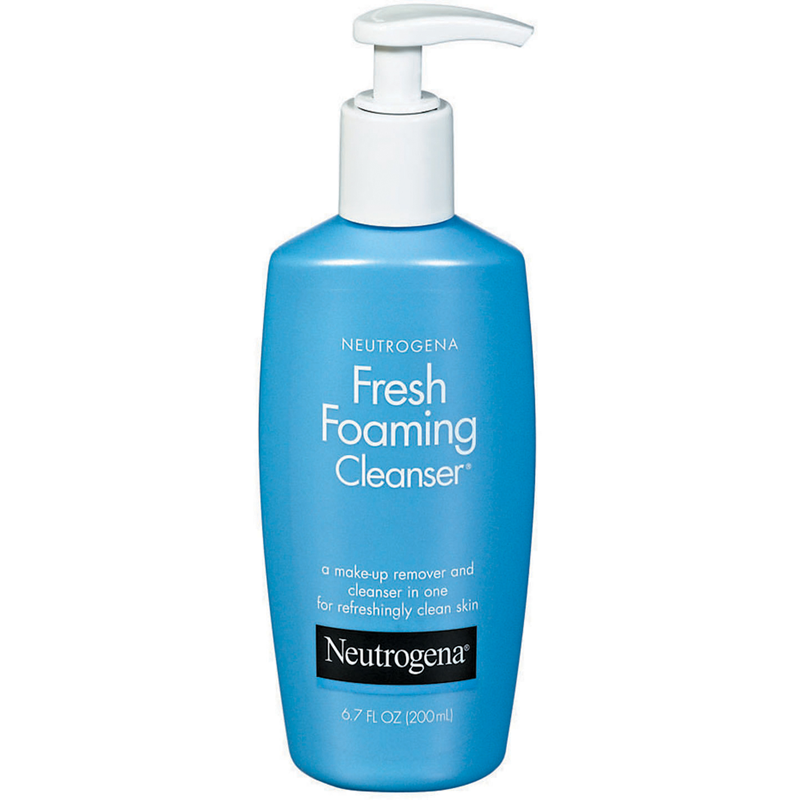 NEUTROGENA
Fresh
Foaming
Cleanser®
a make-up remover and
cleanser in one
for refreshingly clean skin
Neutrogena®
6.7 FL OZ (200 mL)